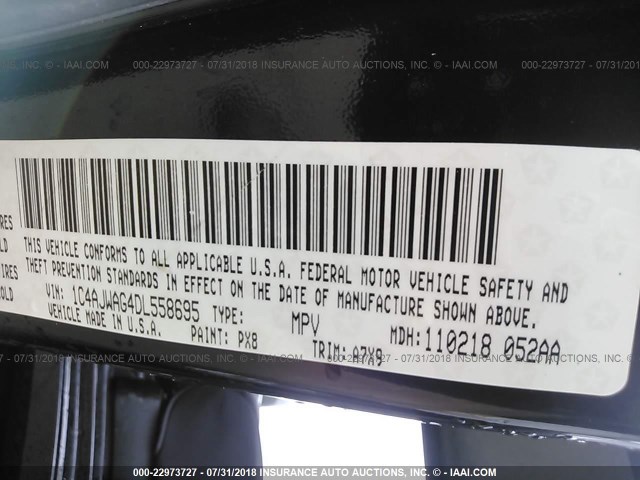 000-22973727 - 07/31/2018 INSURANCE AUTO AUCTIONS, INC. © - IAAI.COM
THIS VEHICLE CONFORMS TO ALL APPLICABLE U.S.A. FEDERAL MOTOR VEHICLE SAFETY AND
THEFT PREVENTION STANDARDS IN EFFECT ON THE DATE OF MANUFACTURE SHOWN ABOVE.
VIN: 1C4AJWAG4DL558695 TYPE: MPV MDH: 110218 052AA
VEHICLE MADE IN U.S.A. PAINT: PX8 TRIM: A7X9
000-22973727 - 07/31/2018 INSURANCE AUTO AUCTIONS, INC. © - IAAI.COM